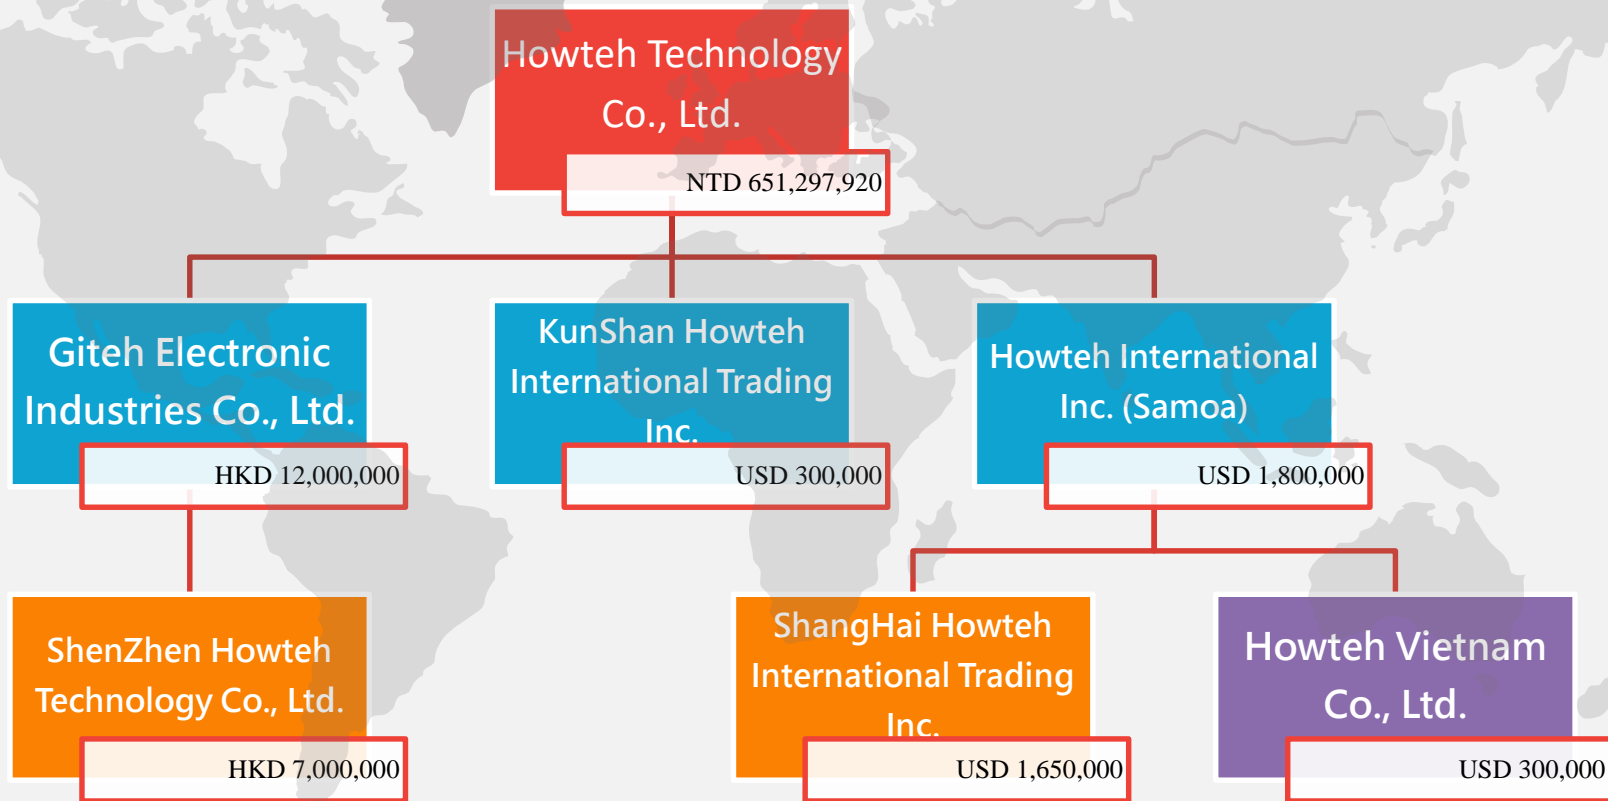 Howteh Technology
Co., Ltd.
NTD 651,297,920
Giteh Electronic
Industries Co., Ltd.
HKD 12,000,000
KunShan Howteh
International Trading
Inc.
USD 300,000
Howteh International
Inc. (Samoa)
USD 1,800,000
ShenZhen Howteh
Technology Co., Ltd.
HKD 7,000,000
ShangHai Howteh
International Trading
Inc.
USD 1,650,000
Howteh Vietnam
Co., Ltd.
USD 300,000